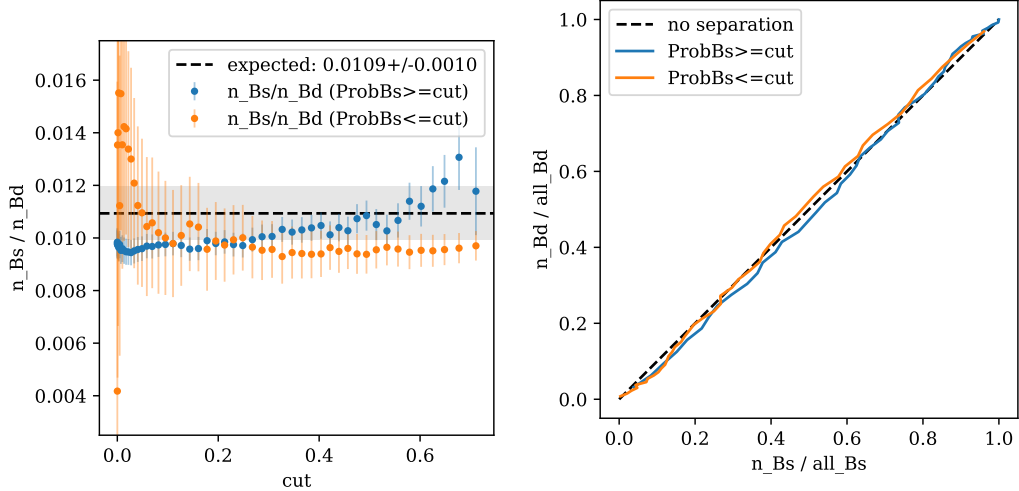 expected: 0.0109+/-0.0010
n_Bs/n_Bd (ProbBs>=cut)
n_Bs/n_Bd (ProbBs<=cut)
0.016
0.014
0.012
0.010
0.008
0.006
0.004
n_Bs / n_Bd
0.0
0.2
0.4
0.6
cut
no separation
ProbBs>=cut
ProbBs<=cut
1.0
0.8
0.6
0.4
0.2
0.0
n_Bd / all_Bd
0.0
0.2
0.4
0.6
0.8
1.0
n_Bs / all_Bs